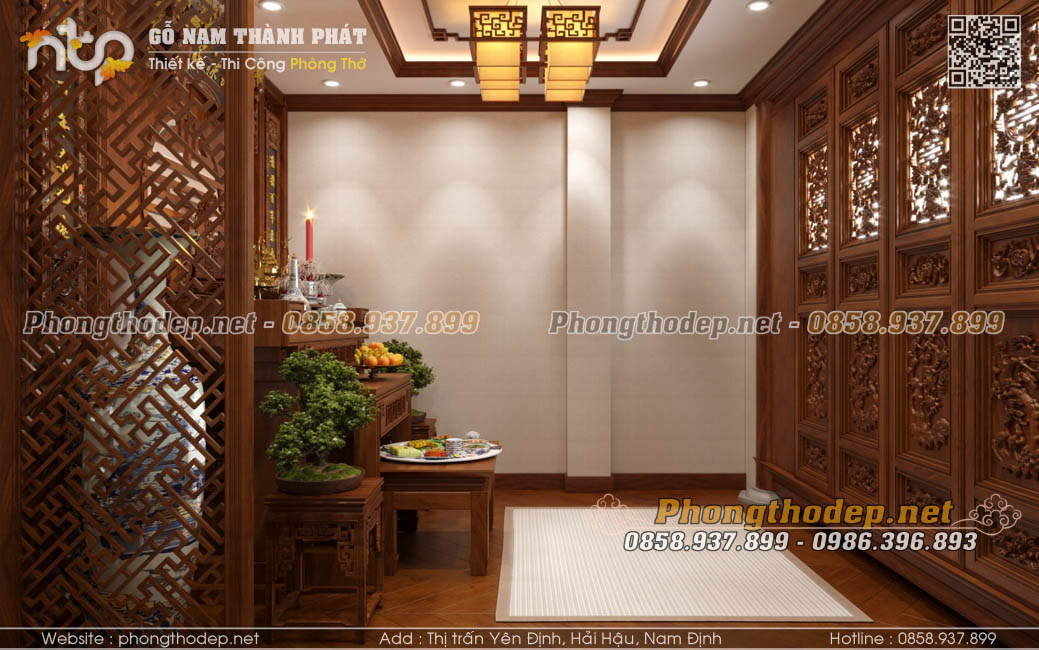 ntp GỖ NAM THÀNH PHÁT
Thiết kế - Thi Công Phòng Thờ
Phongthodep.net - 0858.937.899
Phongthodep.net - 0858.937.899
Phongthodep.net
0858.937.899 - 0986.396.893
Website : phongthodep.net
Add : Thị trấn Yên Định, Hải Hậu, Nam Định
Hotline : 0858.937.899